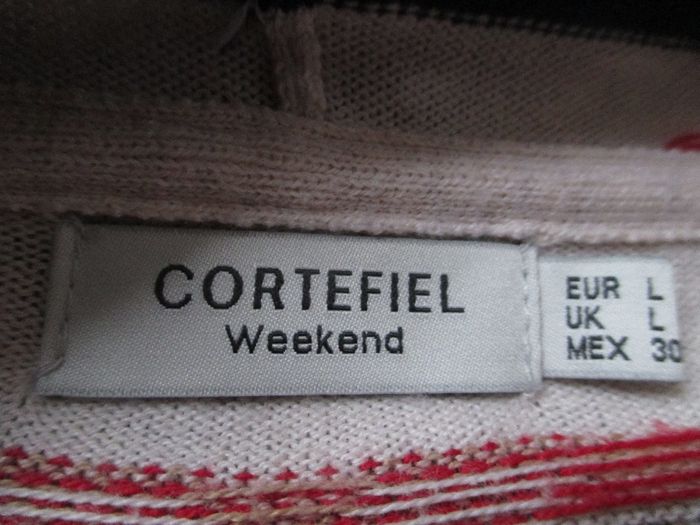 CORTEFIEL
Weekend
EUR L
UK L
MEX 30